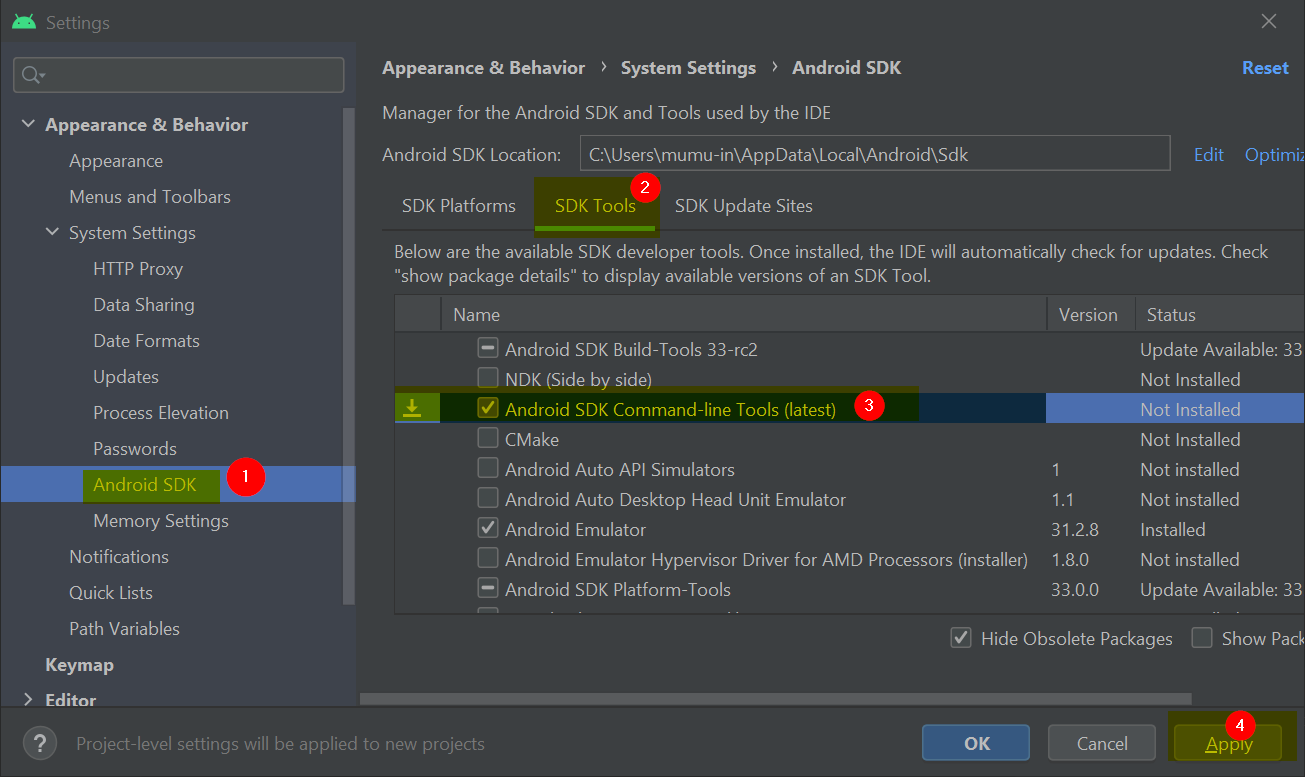 Settings
Appearance & Behavior
Appearance
Menus and Toolbars
System Settings
HTTP Proxy
Data Sharing
Date Formats
Updates
Process Elevation
Passwords
Android SDK 1
Memory Settings
Notifications
Quick Lists
Path Variables
Keymap
Editor
Appearance & Behavior › System Settings › Android SDK Reset
Manager for the Android SDK and Tools used by the IDE
Android SDK Location: C:\Users\mumu-in\AppData\Local\Android\Sdk Edit Optimiz
SDK Platforms SDK Tools 2 SDK Update Sites
Below are the available SDK developer tools. Once installed, the IDE will automatically check for updates. Check
"show package details" to display available versions of an SDK Tool.
Name Version Status
Android SDK Build-Tools 33-rc2 Update Available: 33
NDK (Side by side) Not Installed
Android SDK Command-line Tools (latest) 3 Not Installed
CMake Not Installed
Android Auto API Simulators 1 Not installed
Android Auto Desktop Head Unit Emulator 1.1 Not installed
Android Emulator 31.2.8 Installed
Android Emulator Hypervisor Driver for AMD Processors (installer) 1.8.0 Not installed
Android SDK Platform-Tools 33.0.0 Update Available: 33
Hide Obsolete Packages Show Pack
? Project-level settings will be applied to new projects OK Cancel Apply 4